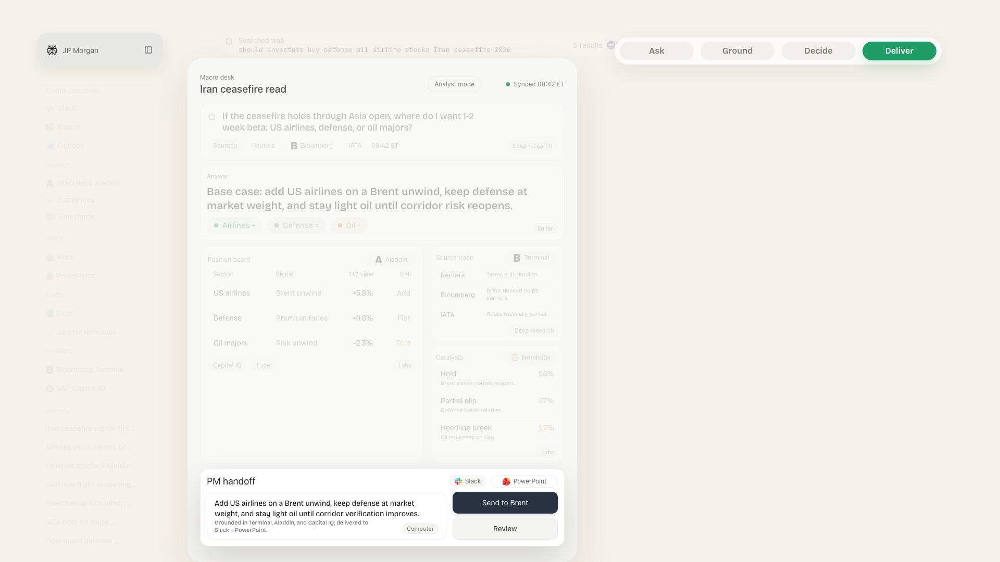 JP Morgan
Searched web
should investors buy defense oil airline stocks Iran ceasefire 2026
5 results
Ask
Ground
Decide
Deliver
Communication
Slack
Notion
Outlook
Reason
BlackRock Aladdin
Databricks
Salesforce
Write
Word
PowerPoint
Code
Excel
Jupyter Notebook
Research
Bloomberg Terminal
S&P Capital IQ
History
Iran ceasefire signal: firs...
Airlines vs oil majors on ...
Defense stocks if Middle...
Gulf overflight reopening...
Brent below $75: which...
IATA note on route ...
How much defense ...
Macro desk
Iran ceasefire read
Analyst mode
Synced 08:42 ET
If the ceasefire holds through Asia open, where do I want 1-2
week beta: US airlines, defense, or oil majors?
Sources
Reuters
B Bloomberg
IATA
08:42 ET
Deep research
Answer
Base case: add US airlines on a Brent unwind, keep defense at
market weight, and stay light oil until corridor risk reopens.
Airlines +
Defense =
Oil -
Sonar
Position board
Aladdin
Sector Signal 1W view Call
US airlines Brent unwind +5.8% Add
Defense Premium fades +0.6% Flat
Oil majors Risk unwind -2.3% Trim
Capital IQ
Excel
Labs
Source trace
B Terminal
Reuters Terms still pending.
Bloomberg Brent unwind helps
carriers.
IATA Route recovery partial.
Deep research
Catalysts
Notebook
Hold 56%
Brent eases; routes reopen.
Partial slip 27%
Defense holds relative.
Headline break 17%
Oil squeezes on risk.
Labs
PM handoff
Slack
PowerPoint
Add US airlines on a Brent unwind, keep defense at market
weight, and stay light oil until corridor verification improves.
Grounded in Terminal, Aladdin, and Capital IQ; delivered to
Slack + PowerPoint.
Computer
Send to Brent
Review